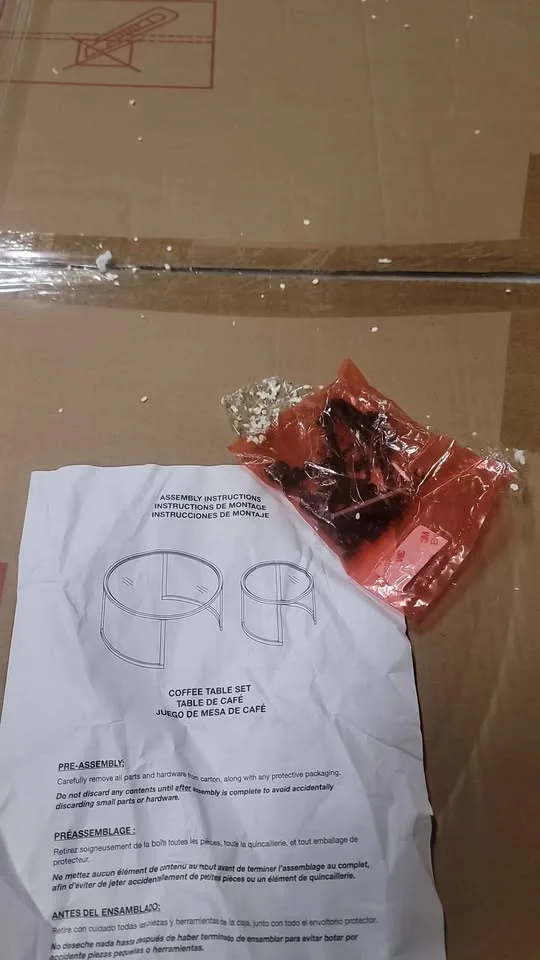 ASSEMBLY INSTRUCTIONS
INSTRUCTIONS DE MONTAGE
INSTRUCCIONES DE MONTAJE
COFFEE TABLE SET
TABLE DE CAFÉ
JUEGO DE MESA DE CAFÉ
PRE-ASSEMBLY:
Carefully remove all parts and hardware from carton, along with any protective packaging.
Do not discard any contents until after assembly is complete to avoid accidentally
discarding small parts or hardware.
PRÉASSEMBLAGE :
Retirez soigneusement de la boîte toutes les pièces, toute la quincaillerie, et tout emballage de
protecteur.
Ne mettez aucun élément de contenu au rebut avant de terminer l'assemblage au complet,
afin d'éviter de jeter accidentellement de petites pièces ou un élément de quincaillerie.
ANTES DEL ENSAMBLADO:
Retire con cuidado todas las piezas y herramientas de la caja, junto con todo el envoltorio protector.
No deseche nada hasta después de haber terminado de ensamblar para evitar botar por
accidente piezas pequeñas o herramientas.
3M